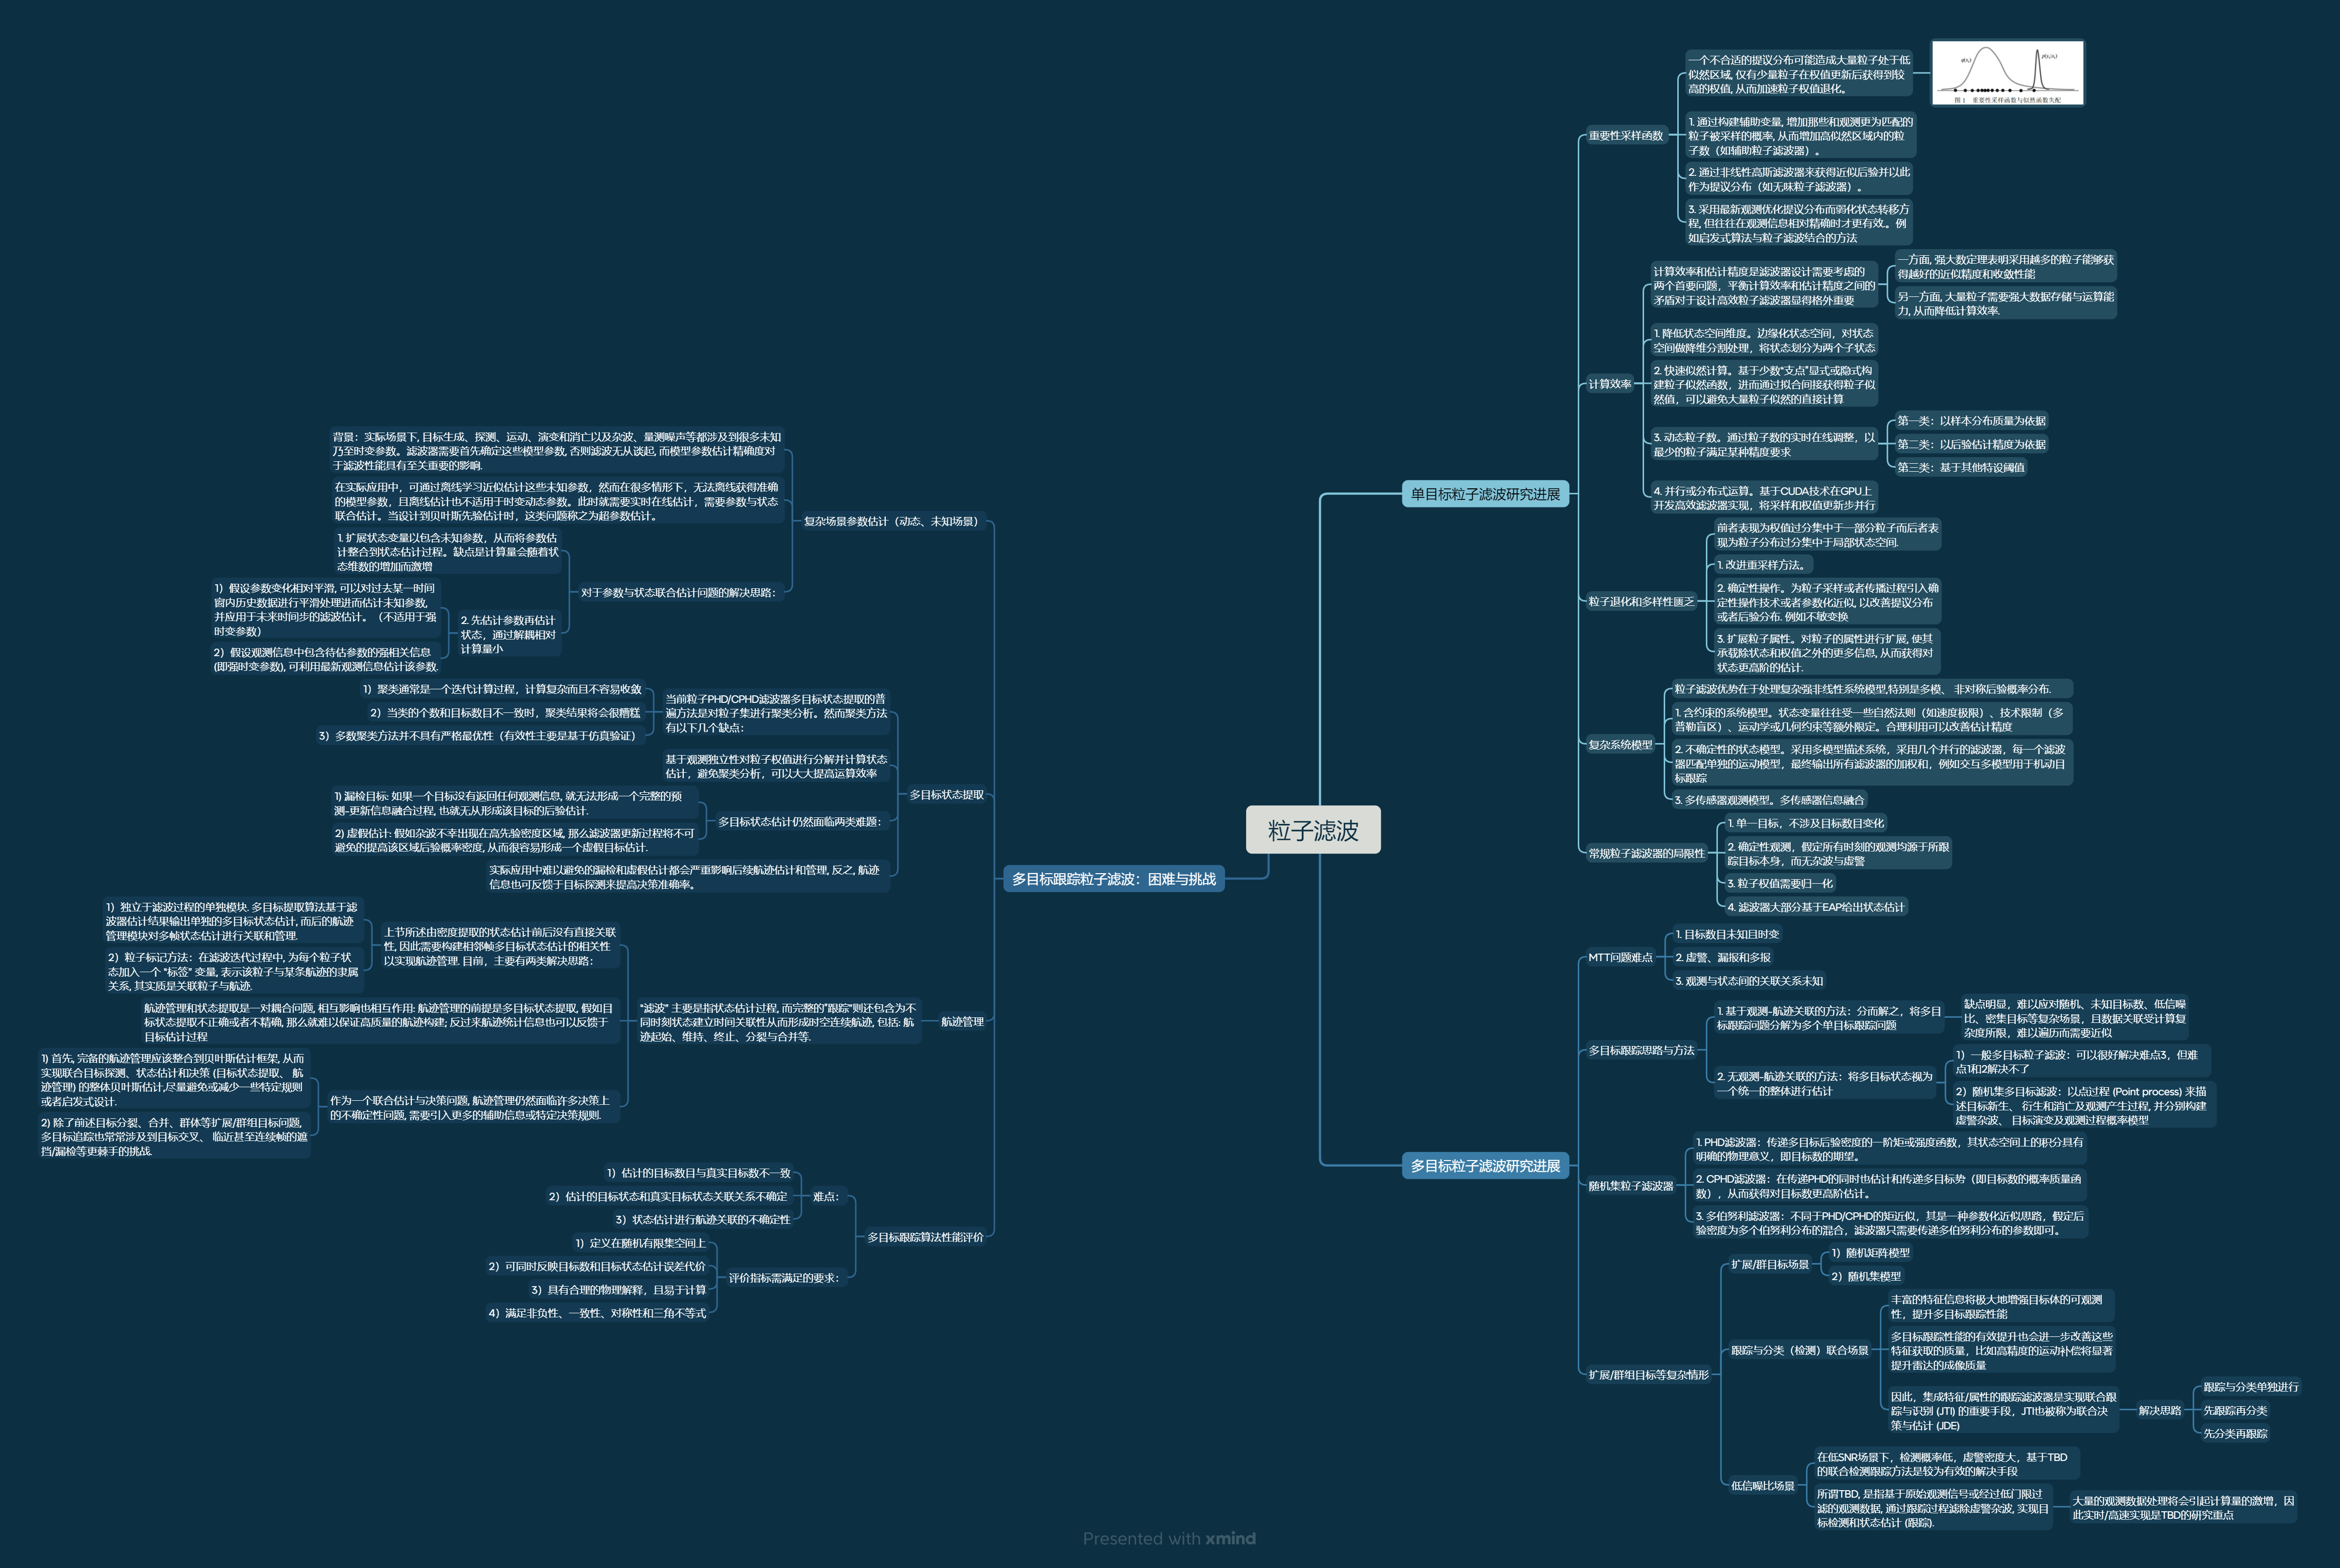 粒子滤波
单目标粒子滤波研究进展
重要性采样函数
一个不合适的提议分布可能造成大量粒子处于低
似然区域, 仅有少量粒子在权值更新后获得到较
高的权值, 从而加速粒子权值退化。
图 1 重要性采样函数与似然函数失配
1. 通过构建辅助变量, 增加那些和观测更为匹配的
粒子被采样的概率, 从而增加高似然区域内的粒
子数（如辅助粒子滤波器）。
2. 通过非线性高斯滤波器来获得近似后验并以此
作为提议分布（如无味粒子滤波器）。
3. 采用最新观测优化提议分布而弱化状态转移方
程, 但往往在观测信息相对精确时才更有效。例
如启发式算法与粒子滤波结合的方法
计算效率
计算效率和估计精度是滤波器设计需要考虑的
两个首要问题，平衡计算效率和估计精度之间的
矛盾对于设计高效粒子滤波器显得格外重要
一方面, 强大数定理表明采用越多的粒子能够获
得越好的近似精度和收敛性能
另一方面, 大量粒子需要强大数据存储与运算能
力, 从而降低计算效率.
1. 降低状态空间维度。边缘化状态空间，对状态
空间做降维分割处理，将状态划分为两个子状态
2. 快速似然计算。基于少数“支点”显式或隐式构
建粒子似然函数，进而通过拟合间接获得粒子似
然值，可以避免大量粒子似然的直接计算
3. 动态粒子数。通过粒子数的实时在线调整，以
最少的粒子满足某种精度要求
第一类：以样本分布质量为依据
第二类：以后验估计精度为依据
第三类：基于其他特设阈值
4. 并行或分布式运算。基于CUDA技术在GPU上
开发高效滤波器实现，将采样和权值更新步并行
粒子退化和多样性匮乏
前者表现为权值过分集中于一部分粒子而后者表
现为粒子分布过分集中于局部状态空间.
1. 改进重采样方法。
2. 确定性操作。为粒子采样或者传播过程引入确
定性操作技术或者参数化近似, 以改善提议分布
或者后验分布. 例如不敏变换
3. 扩展粒子属性。对粒子的属性进行扩展, 使其
承载除状态和权值之外的更多信息, 从而获得对
状态更高阶的估计.
复杂系统模型
粒子滤波优势在于处理复杂强非线性系统模型,特别是多模、 非对称后验概率分布.
1. 含约束的系统模型。状态变量往往受一些自然法则（如速度极限）、技术限制（多
普勒盲区）、运动学或几何约束等额外限定。合理利用可以改善估计精度
2. 不确定性的状态模型。采用多模型描述系统，采用几个并行的滤波器，每一个滤波
器匹配单独的运动模型，最终输出所有滤波器的加权和，例如交互多模型用于机动目
标跟踪
3. 多传感器观测模型。多传感器信息融合
常规粒子滤波器的局限性
1. 单一目标，不涉及目标数目变化
2. 确定性观测，假定所有时刻的观测均源于所跟
踪目标本身，而无杂波与虚警
3. 粒子权值需要归一化
4. 滤波器大部分基于EAP给出状态估计
多目标粒子滤波研究进展
MTT问题难点
1. 目标数目未知且时变
2. 虚警、漏报和多报
3. 观测与状态间的关联关系未知
多目标跟踪思路与方法
1. 基于观测-航迹关联的方法：分而解之，将多目
标跟踪问题分解为多个单目标跟踪问题
缺点明显，难以应对随机、未知目标数、低信噪
比、密集目标等复杂场景，且数据关联受计算复
杂度所限，难以遍历而需要近似
2. 无观测-航迹关联的方法：将多目标状态视为
一个统一的整体进行估计
1）一般多目标粒子滤波：可以很好解决难点3，但难
点1和2解决不了
2）随机集多目标滤波：以点过程 (Point process) 来描
述目标新生、 衍生和消亡及观测产生过程, 并分别构建
虚警杂波、 目标演变及观测过程概率模型
随机集粒子滤波器
1. PHD滤波器：传递多目标后验密度的一阶矩或强度函数，其状态空间上的积分具有
明确的物理意义，即目标数的期望。
2. CPHD滤波器：在传递PHD的同时也估计和传递多目标势（即目标数的概率质量函
数），从而获得对目标数更高阶估计。
3. 多伯努利滤波器：不同于PHD/CPHD的矩近似，其是一种参数化近似思路，假定后
验密度为多个伯努利分布的混合，滤波器只需要传递多伯努利分布的参数即可。
扩展/群组目标等复杂情形
扩展/群目标场景
1）随机矩阵模型
2）随机集模型
跟踪与分类（检测）联合场景
丰富的特征信息将极大地增强目标体的可观测
性，提升多目标跟踪性能
多目标跟踪性能的有效提升也会进一步改善这些
特征获取的质量，比如高精度的运动补偿将显著
提升雷达的成像质量
因此，集成特征/属性的跟踪滤波器是实现联合跟
踪与识别 (JTI) 的重要手段，JTI也被称为联合决
策与估计 (JDE)
解决思路
跟踪与分类单独进行
先跟踪再分类
先分类再跟踪
低信噪比场景
在低SNR场景下，检测概率低，虚警密度大，基于TBD
的联合检测跟踪方法是较为有效的解决手段
所谓TBD, 是指基于原始观测信号或经过低门限过
滤的观测数据, 通过跟踪过程滤除虚警杂波, 实现目
标检测和状态估计 (跟踪).
大量的观测数据处理将会引起计算量的激增，因
此实时/高速实现是TBD的研究重点
多目标跟踪粒子滤波：困难与挑战
复杂场景参数估计（动态、未知场景）
背景：实际场景下, 目标生成、探测、运动、演变和消亡以及杂波、量测噪声等都涉及到很多未知
乃至时变参数。滤波器需要首先确定这些模型参数, 否则滤波无从谈起, 而模型参数估计精确度对
于滤波性能具有至关重要的影响.
在实际应用中，可通过离线学习近似估计这些未知参数，然而在很多情形下，无法离线获得准确
的模型参数，且离线估计也不适用于时变动态参数。此时就需要实时在线估计，需要参数与状态
联合估计。当设计到贝叶斯先验估计时，这类问题称之为超参数估计。
对于参数与状态联合估计问题的解决思路：
1. 扩展状态变量以包含未知参数，从而将参数估
计整合到状态估计过程。缺点是计算量会随着状
态维数的增加而激增
2. 先估计参数再估计
状态，通过解耦相对
计算量小
1）假设参数变化相对平滑, 可以对过去某一时间
窗内历史数据进行平滑处理进而估计未知参数,
并应用于未来时间步的滤波估计。（不适用于强
时变参数）
2）假设观测信息中包含待估参数的强相关信息
(即强时变参数), 可利用最新观测信息估计该参数.
多目标状态提取
当前粒子PHD/CPHD滤波器多目标状态提取的普
遍方法是对粒子集进行聚类分析。然而聚类方法
有以下几个缺点：
1）聚类通常是一个迭代计算过程，计算复杂而且不容易收敛
2）当类的个数和目标数目不一致时，聚类结果将会很糟糕
3）多数聚类方法并不具有严格最优性（有效性主要是基于仿真验证）
基于观测独立性对粒子权值进行分解并计算状态
估计，避免聚类分析，可以大大提高运算效率
多目标状态估计仍然面临两类难题：
1) 漏检目标: 如果一个目标没有返回任何观测信息, 就无法形成一个完整的预
测-更新信息融合过程, 也就无从形成该目标的后验估计.
2) 虚假估计: 假如杂波不幸出现在高先验密度区域, 那么滤波器更新过程将不可
避免的提高该区域后验概率密度, 从而很容易形成一个虚假目标估计.
实际应用中难以避免的漏检和虚假估计都会严重影响后续航迹估计和管理, 反之, 航迹
信息也可反馈于目标探测来提高决策准确率。
航迹管理
“滤波” 主要是指状态估计过程, 而完整的“跟踪”则还包含为不
同时刻状态建立时间关联性从而形成时空连续航迹, 包括: 航
迹起始、维持、终止、分裂与合并等.
上节所述由密度提取的状态估计前后没有直接关联
性, 因此需要构建相邻帧多目标状态估计的相关性
以实现航迹管理. 目前，主要有两类解决思路：
1）独立于滤波过程的单独模块. 多目标提取算法基于滤
波器估计结果输出单独的多目标状态估计, 而后的航迹
管理模块对多帧状态估计进行关联和管理.
2）粒子标记方法：在滤波迭代过程中, 为每个粒子状
态加入一个 “标签” 变量, 表示该粒子与某条航迹的隶属
关系, 其实质是关联粒子与航迹.
航迹管理和状态提取是一对耦合问题, 相互影响也相互作用: 航迹管理的前提是多目标状态提取, 假如目
标状态提取不正确或者不精确, 那么就难以保证高质量的航迹构建; 反过来航迹统计信息也可以反馈于
目标估计过程
作为一个联合估计与决策问题, 航迹管理仍然面临许多决策上
的不确定性问题, 需要引入更多的辅助信息或特定决策规则.
1) 首先, 完备的航迹管理应该整合到贝叶斯估计框架, 从而
实现联合目标探测、状态估计和决策 (目标状态提取、 航
迹管理) 的整体贝叶斯估计,尽量避免或减少一些特定规则
或者启发式设计.
2) 除了前述目标分裂、合并、群体等扩展/群组目标问题,
多目标追踪也常常涉及到目标交叉、 临近甚至连续帧的遮
挡/漏检等更棘手的挑战.
多目标跟踪算法性能评价
难点：
1）估计的目标数目与真实目标数不一致
2）估计的目标状态和真实目标状态关联关系不确定
3）状态估计进行航迹关联的不确定性
评价指标需满足的要求：
1）定义在随机有限集空间上
2）可同时反映目标数和目标状态估计误差代价
3）具有合理的物理解释，且易于计算
4）满足非负性、一致性、对称性和三角不等式
Presented with xmind